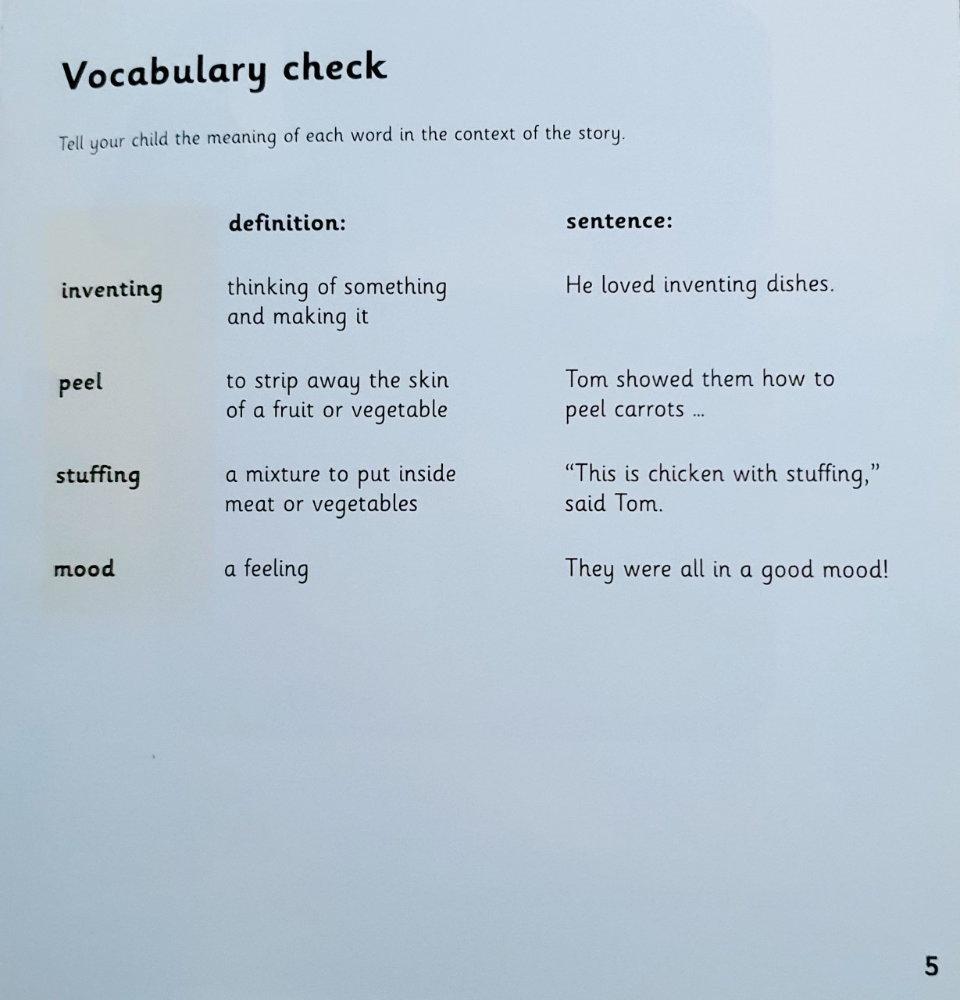 Vocabulary check
Tell your child the meaning of each word in the context of the story.
definition: sentence:
inventing thinking of something He loved inventing dishes.
and making it
peel to strip away the skin Tom showed them how to
of a fruit or vegetable peel carrots ...
stuffing a mixture to put inside “This is chicken with stuffing,”
meat or vegetables said Tom.
mood a feeling They were all in a good mood!
5